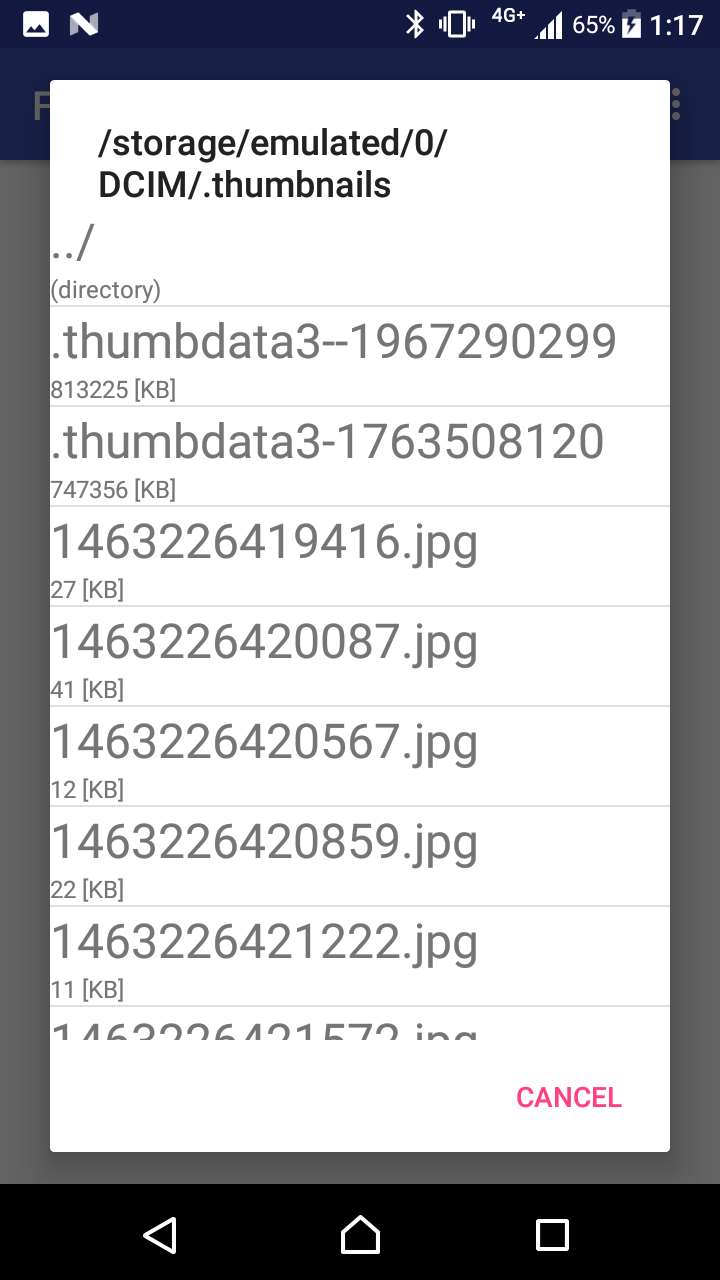 4G+ 65% 1:17
/storage/emulated/0/
DCIM/.thumbnails
../
(directory)
.thumbdata3--1967290299
813225 [KB]
.thumbdata3-1763508120
747356 [KB]
1463226419416.jpg
27 [KB]
1463226420087.jpg
41 [KB]
1463226420567.jpg
12 [KB]
1463226420859.jpg
22 [KB]
1463226421222.jpg
11 [KB]
1463226421572.jpg
CANCEL